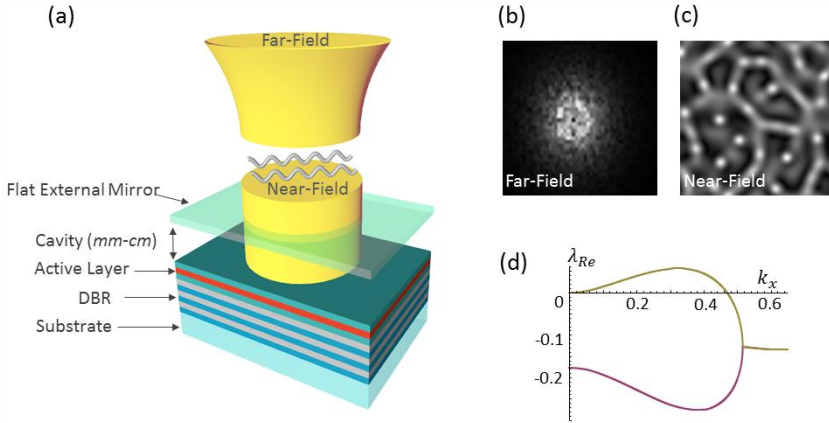 (a)
Far-Field
Near-Field
Flat External Mirror
Cavity (mm-cm)
Active Layer
DBR
Substrate
(b)
Far-Field
(c)
Near-Field
(d)
λRe
kx
0
0.2
0.4
0.6
-0.1
-0.2